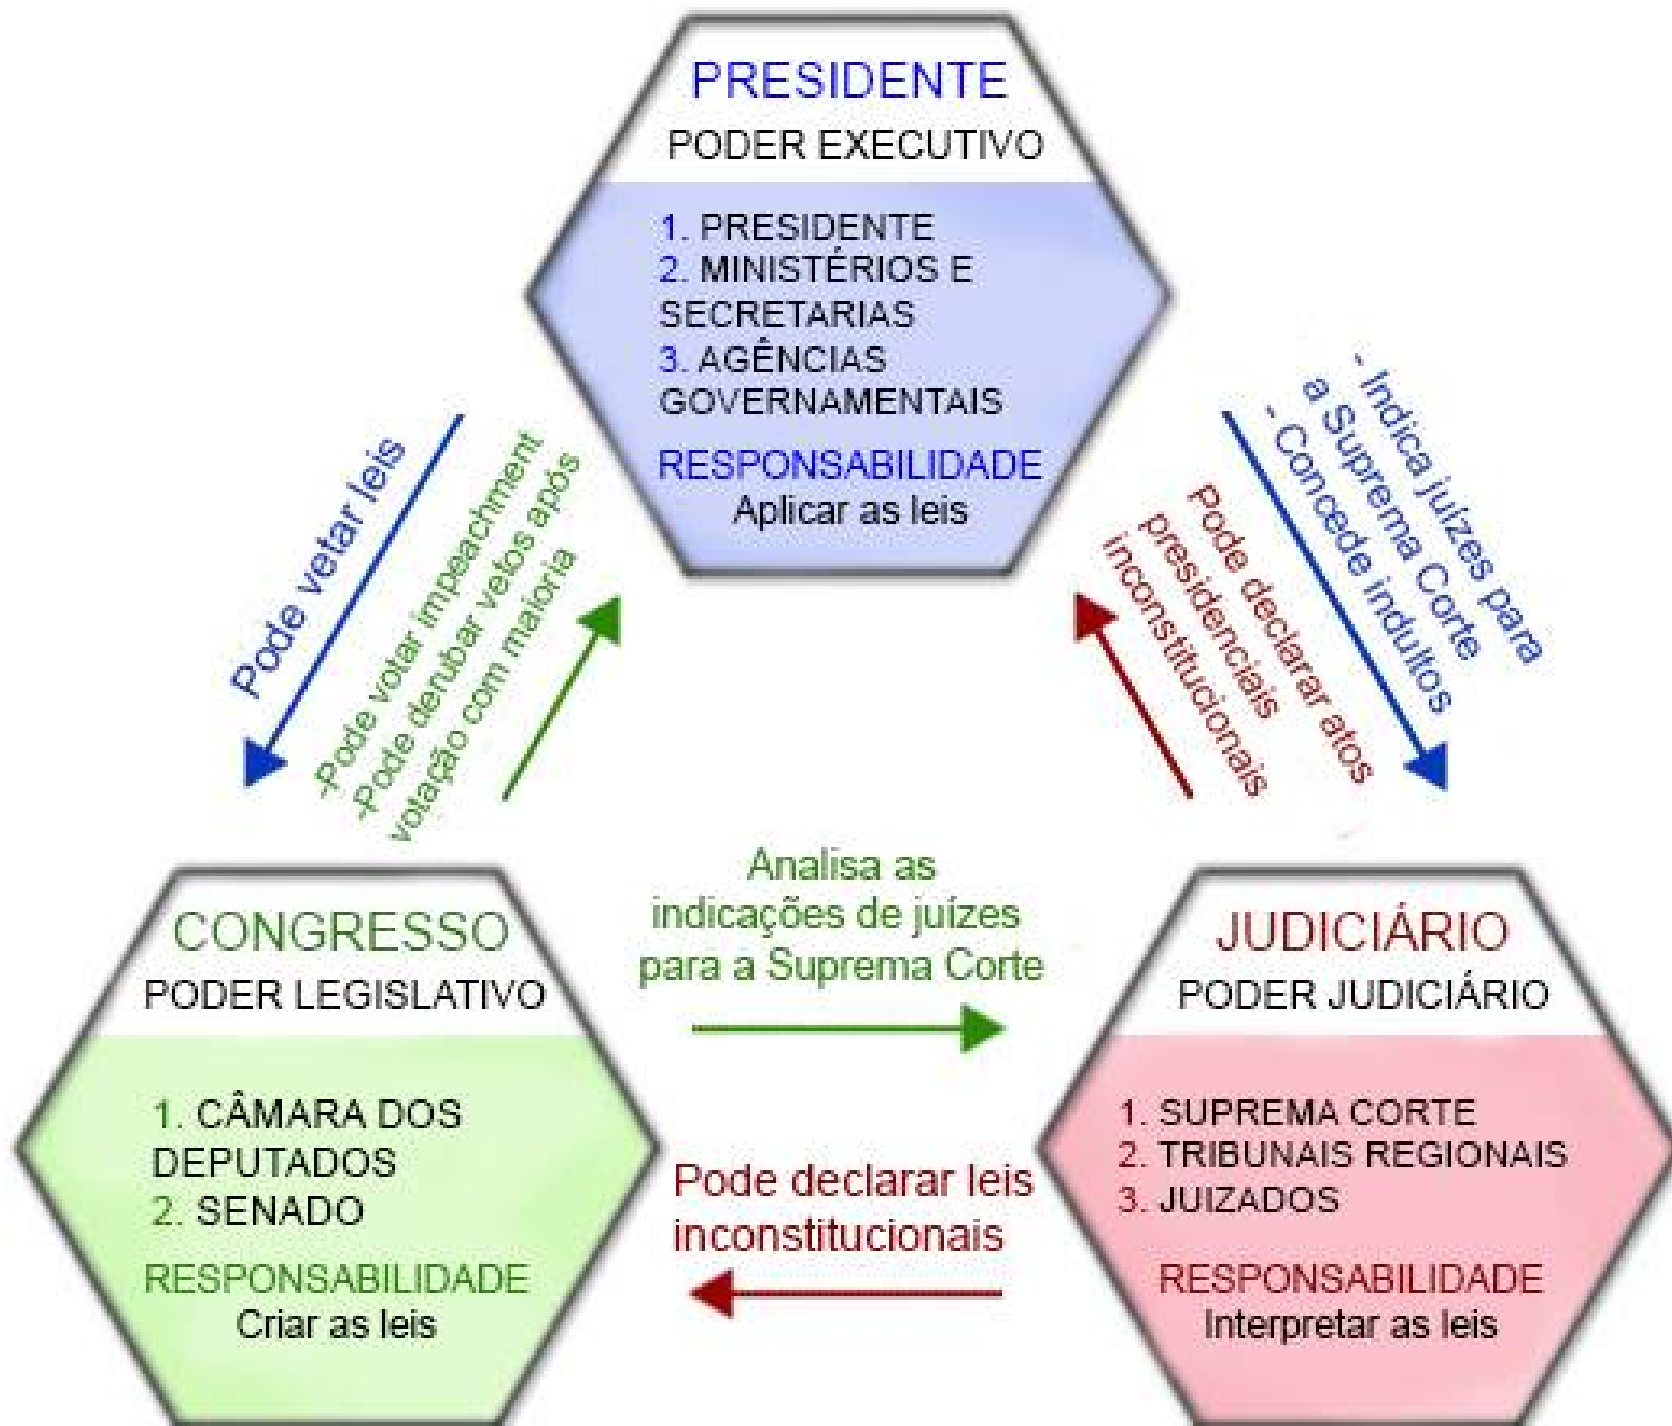 PRESIDENTE
PODER EXECUTIVO
1. PRESIDENTE
2. MINISTÉRIOS E
SECRETARIAS
3. AGÊNCIAS
GOVERNAMENTAIS
RESPONSABILIDADE
Aplicar as leis
Pode vetar leis
-Pode votar impeachment
-Pode derubar vetos após
votação com maioria
- Indica juízes para
a Suprema Corte
- Concede indultos
Pode declarar atos
presidenciais
inconstitucionais
CONGRESSO
PODER LEGISLATIVO
1. CÂMARA DOS
DEPUTADOS
2. SENADO
RESPONSABILIDADE
Criar as leis
Analisa as
indicações de juízes
para a Suprema Corte
Pode declarar leis
inconstitucionais
JUDICIÁRIO
PODER JUDICIÁRIO
1. SUPREMA CORTE
2. TRIBUNAIS REGIONAIS
3. JUIZADOS
RESPONSABILIDADE
Interpretar as leis